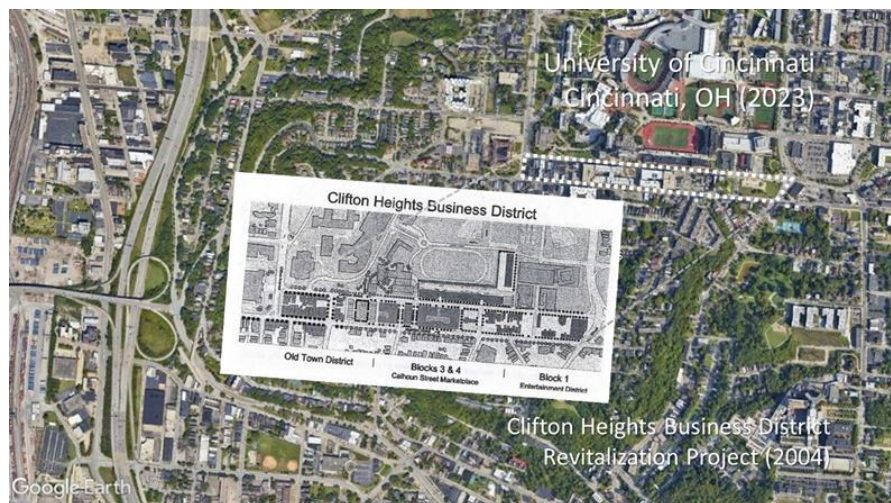 University of Cincinnati
Cincinnati, OH (2023)
Clifton Heights Business District
Old Town District
Blocks 3 & 4
Calhoun Street Marketplace
Block 1
Entertainment District
Clifton Heights Business District
Revitalization Project (2004)
Google Earth